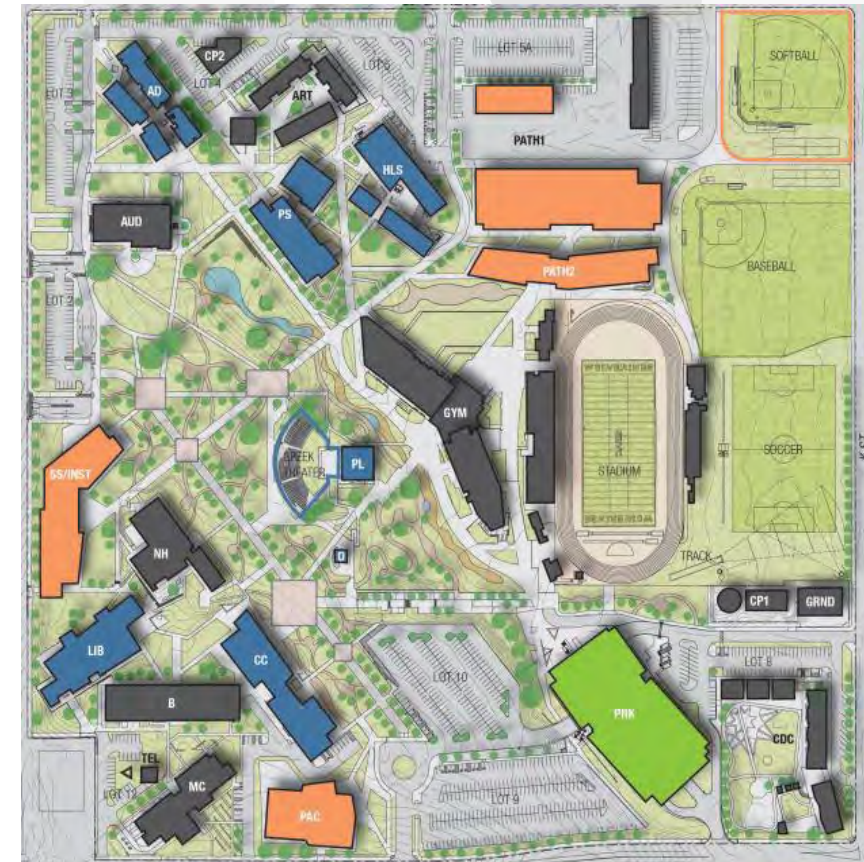 CP2
LOT 5A
SOFTBALL
AD
LOT 4
LOT 5
LOT 3
ART
PATH1
HLS
PS
AUD
PATH2
BASEBALL
LOT 2
GYM
GREEK
THEATER
PL
STADIUM
SOCCER
K ST
SS/INST
NH
O
TRACK
CP1
GRND
LIB
CC
LOT 10
LOT 8
PRK
B
CDC
TEL
MC
LOT 9
PAC